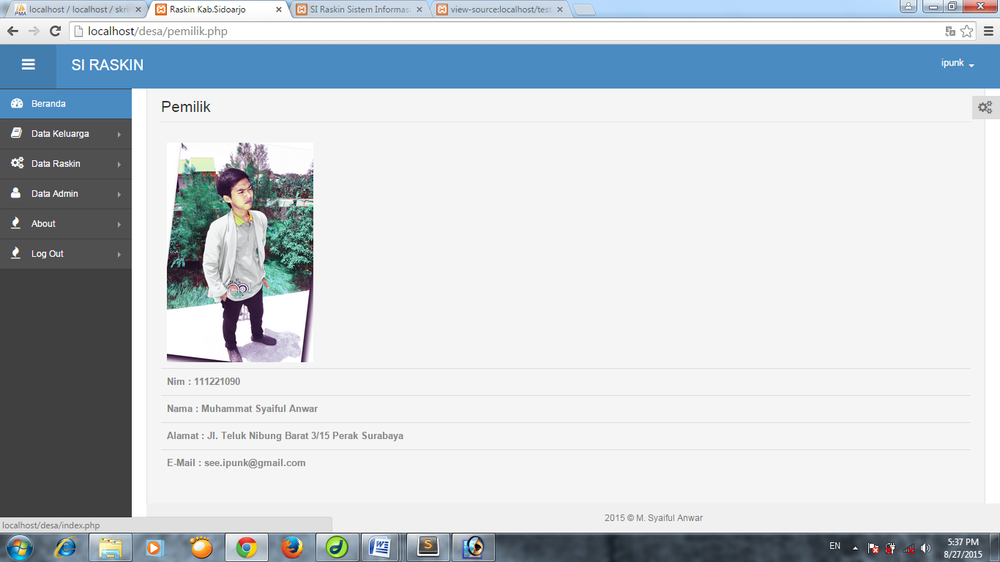 localhost / localhost / skri
Raskin Kab.Sidoarjo
SI Raskin Sistem Informas
view-source:localhost/test
localhost/desa/pemilik.php
SI RASKIN
ipunk
Beranda
Data Keluarga
Data Raskin
Data Admin
About
Log Out
Pemilik
Nim : 111221090
Nama : Muhammat Syaiful Anwar
Alamat : Jl. Teluk Nibung Barat 3/15 Perak Surabaya
E-Mail : see.ipunk@gmail.com
2015 © M. Syaiful Anwar
localhost/desa/index.php
EN
5:37 PM
8/27/2015